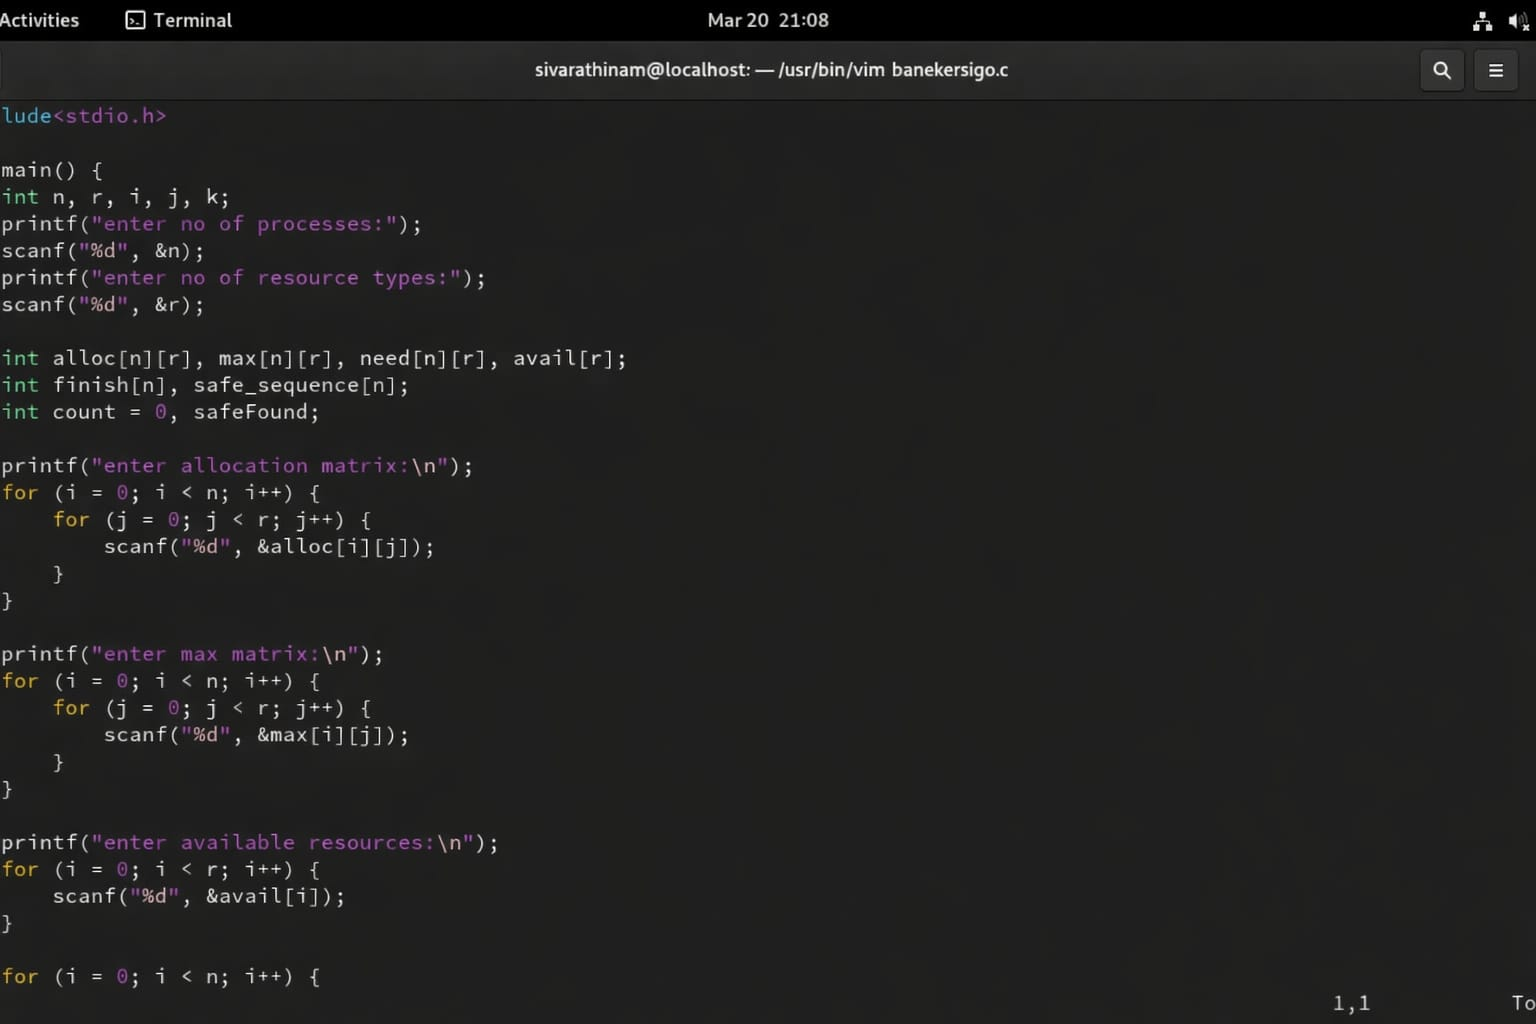 Activities Terminal Mar 20 21:08
sivarathinam@localhost: — /usr/bin/vim banekersigo.c
lude<stdio.h>
main() {
int n, r, i, j, k;
printf("enter no of processes:");
scanf("%d", &n);
printf("enter no of resource types:");
scanf("%d", &r);
int alloc[n][r], max[n][r], need[n][r], avail[r];
int finish[n], safe_sequence[n];
int count = 0, safeFound;
printf("enter allocation matrix:\n");
for (i = 0; i < n; i++) {
    for (j = 0; j < r; j++) {
        scanf("%d", &alloc[i][j]);
    }
}
printf("enter max matrix:\n");
for (i = 0; i < n; i++) {
    for (j = 0; j < r; j++) {
        scanf("%d", &max[i][j]);
    }
}
printf("enter available resources:\n");
for (i = 0; i < r; i++) {
    scanf("%d", &avail[i]);
}
for (i = 0; i < n; i++) {
1,1 To